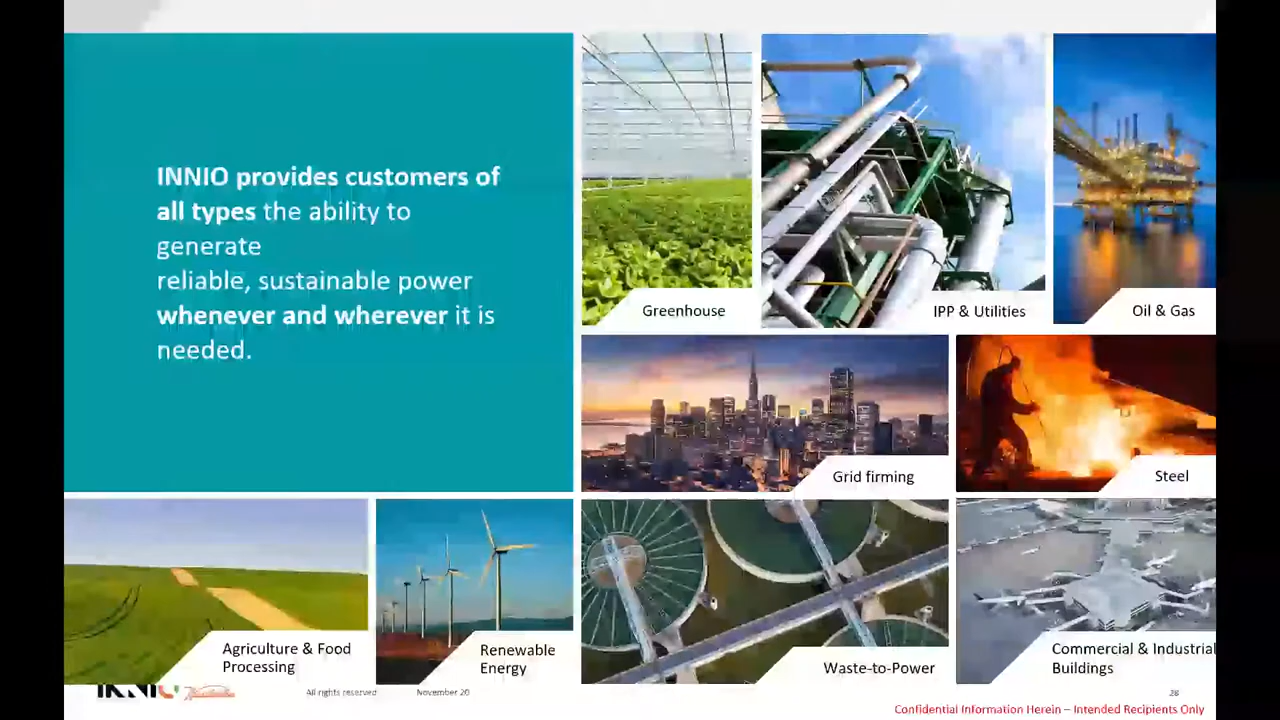 INNIO provides customers of
all types the ability to
generate
reliable, sustainable power
whenever and wherever it is
needed.
Greenhouse
IPP & Utilities
Oil & Gas
Grid firming
Steel
Agriculture & Food
Processing
Renewable
Energy
Waste-to-Power
Commercial & Industrial
Buildings
INNIO
All rights reserved
November 20
28
Confidential Information Herein – Intended Recipients Only